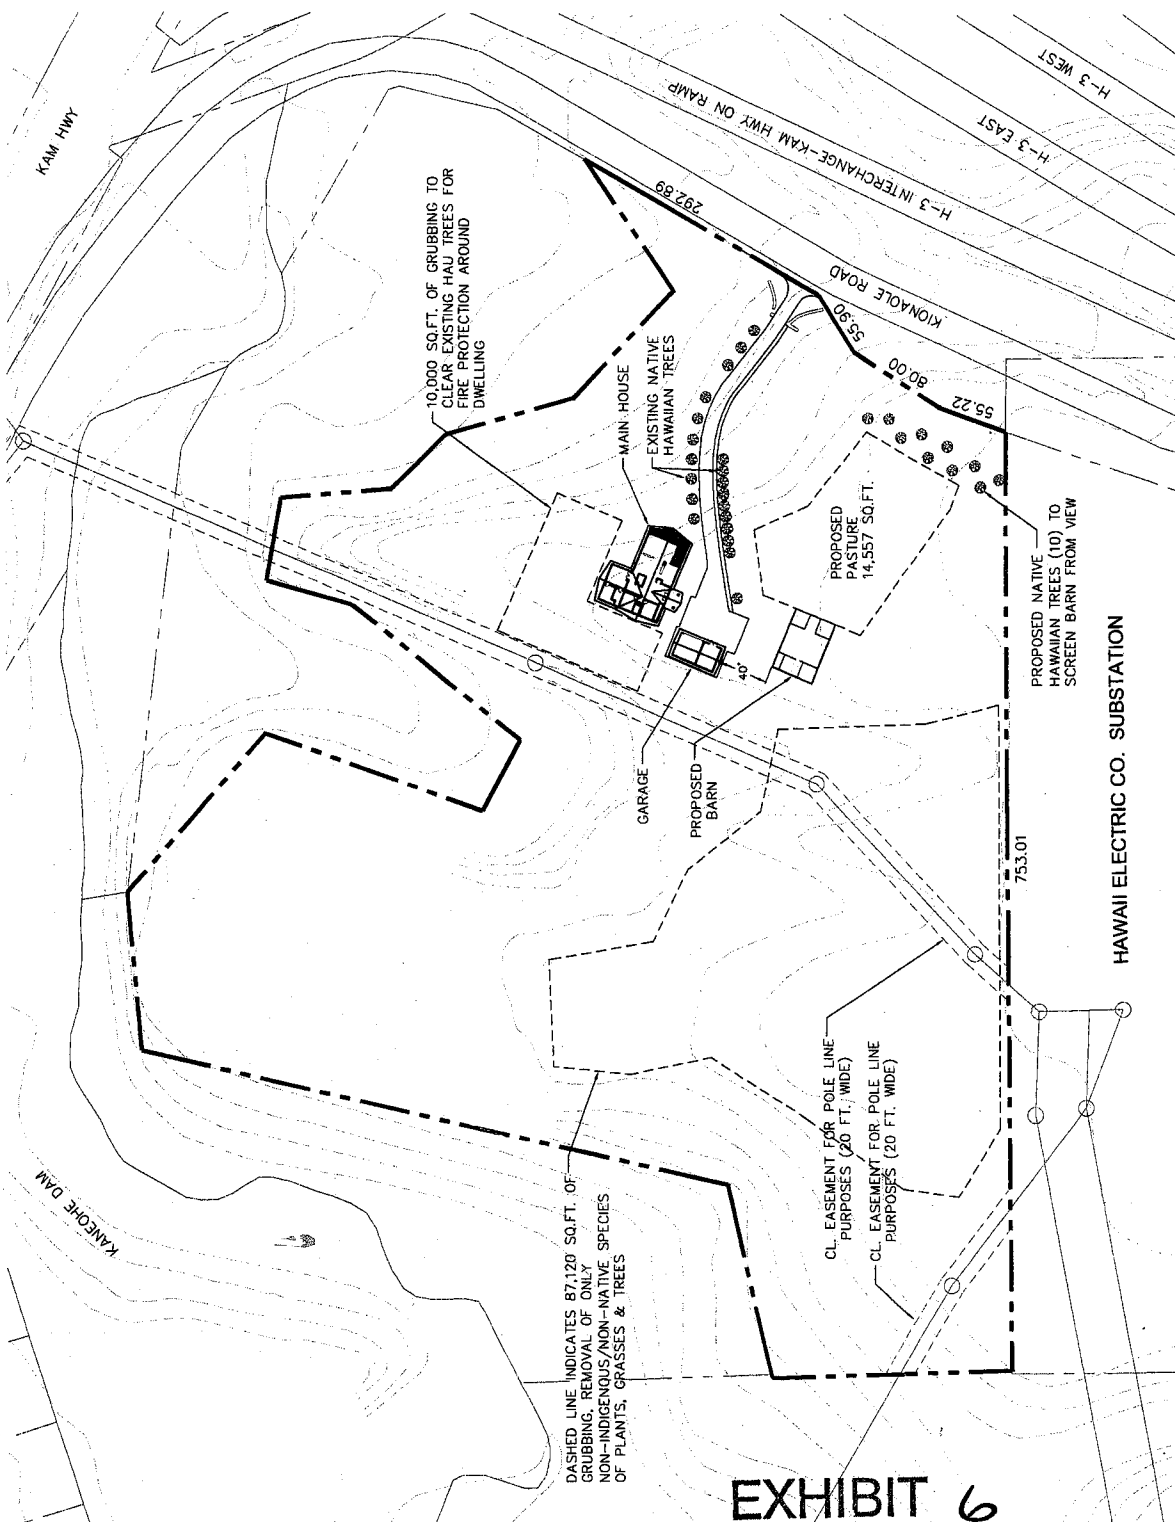 KAM HWY
H-3 WEST
H-3 EAST
H-3 INTERCHANGE-KAM HWY ON RAMP
KIONAOLE ROAD
292.89
55.90
80.00
55.22
10,000 SQ.FT. OF GRUBBING TO
CLEAR EXISTING HAU TREES FOR
FIRE PROTECTION AROUND
DWELLING
MAIN HOUSE
EXISTING NATIVE
HAWAIIAN TREES
PROPOSED
PASTURE
14,557 SQ.FT.
PROPOSED NATIVE
HAWAIIAN TREES (10) TO
SCREEN BARN FROM VIEW
40'
GARAGE
PROPOSED
BARN
753.01
HAWAII ELECTRIC CO. SUBSTATION
CL. EASEMENT FOR POLE LINE
PURPOSES (20 FT. WIDE)
CL. EASEMENT FOR POLE LINE
PURPOSES (20 FT. WIDE)
KANEOHE DAM
DASHED LINE INDICATES 87,120 SQ.FT. OF
GRUBBING, REMOVAL OF ONLY
NON-INDIGENOUS/NON-NATIVE SPECIES
OF PLANTS, GRASSES & TREES
EXHIBIT 6